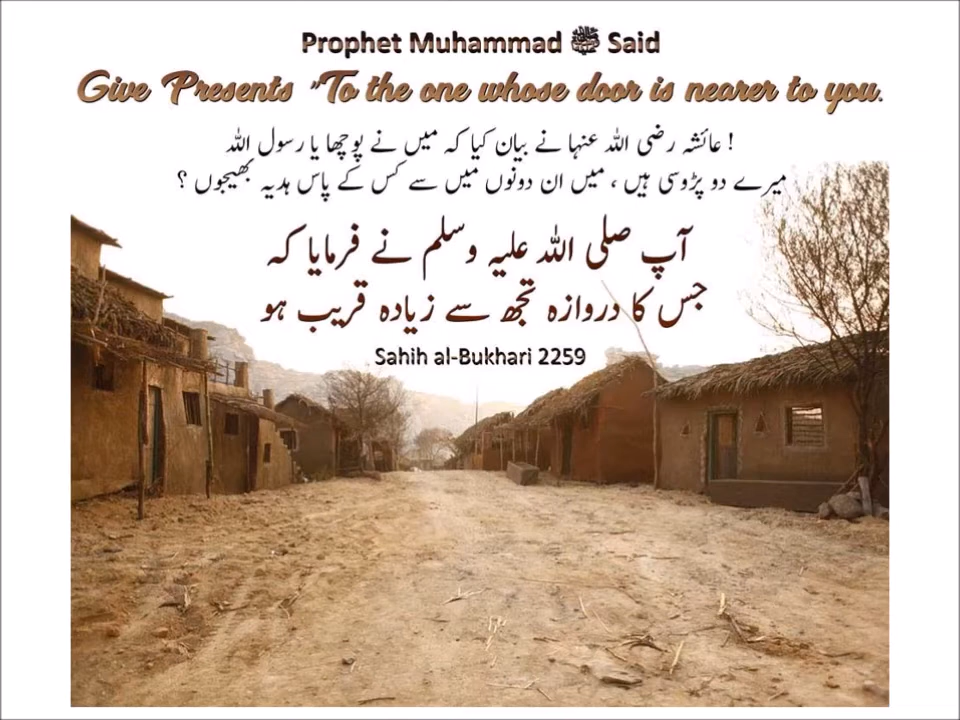 Prophet Muhammad ﷺ Said
Give Presents "To the one whose door is nearer to you.
عائشہ رضی اللہ عنہا نے بیان کیا کہ میں نے پوچھا یا رسول اللہ !
میرے دو پڑوسی ہیں ، میں ان دونوں میں سے کس کے پاس ہدیہ بھیجوں ؟
آپ صلی اللہ علیہ وسلم نے فرمایا کہ
جس کا دروازہ تجھ سے زیادہ قریب ہو
Sahih al-Bukhari 2259